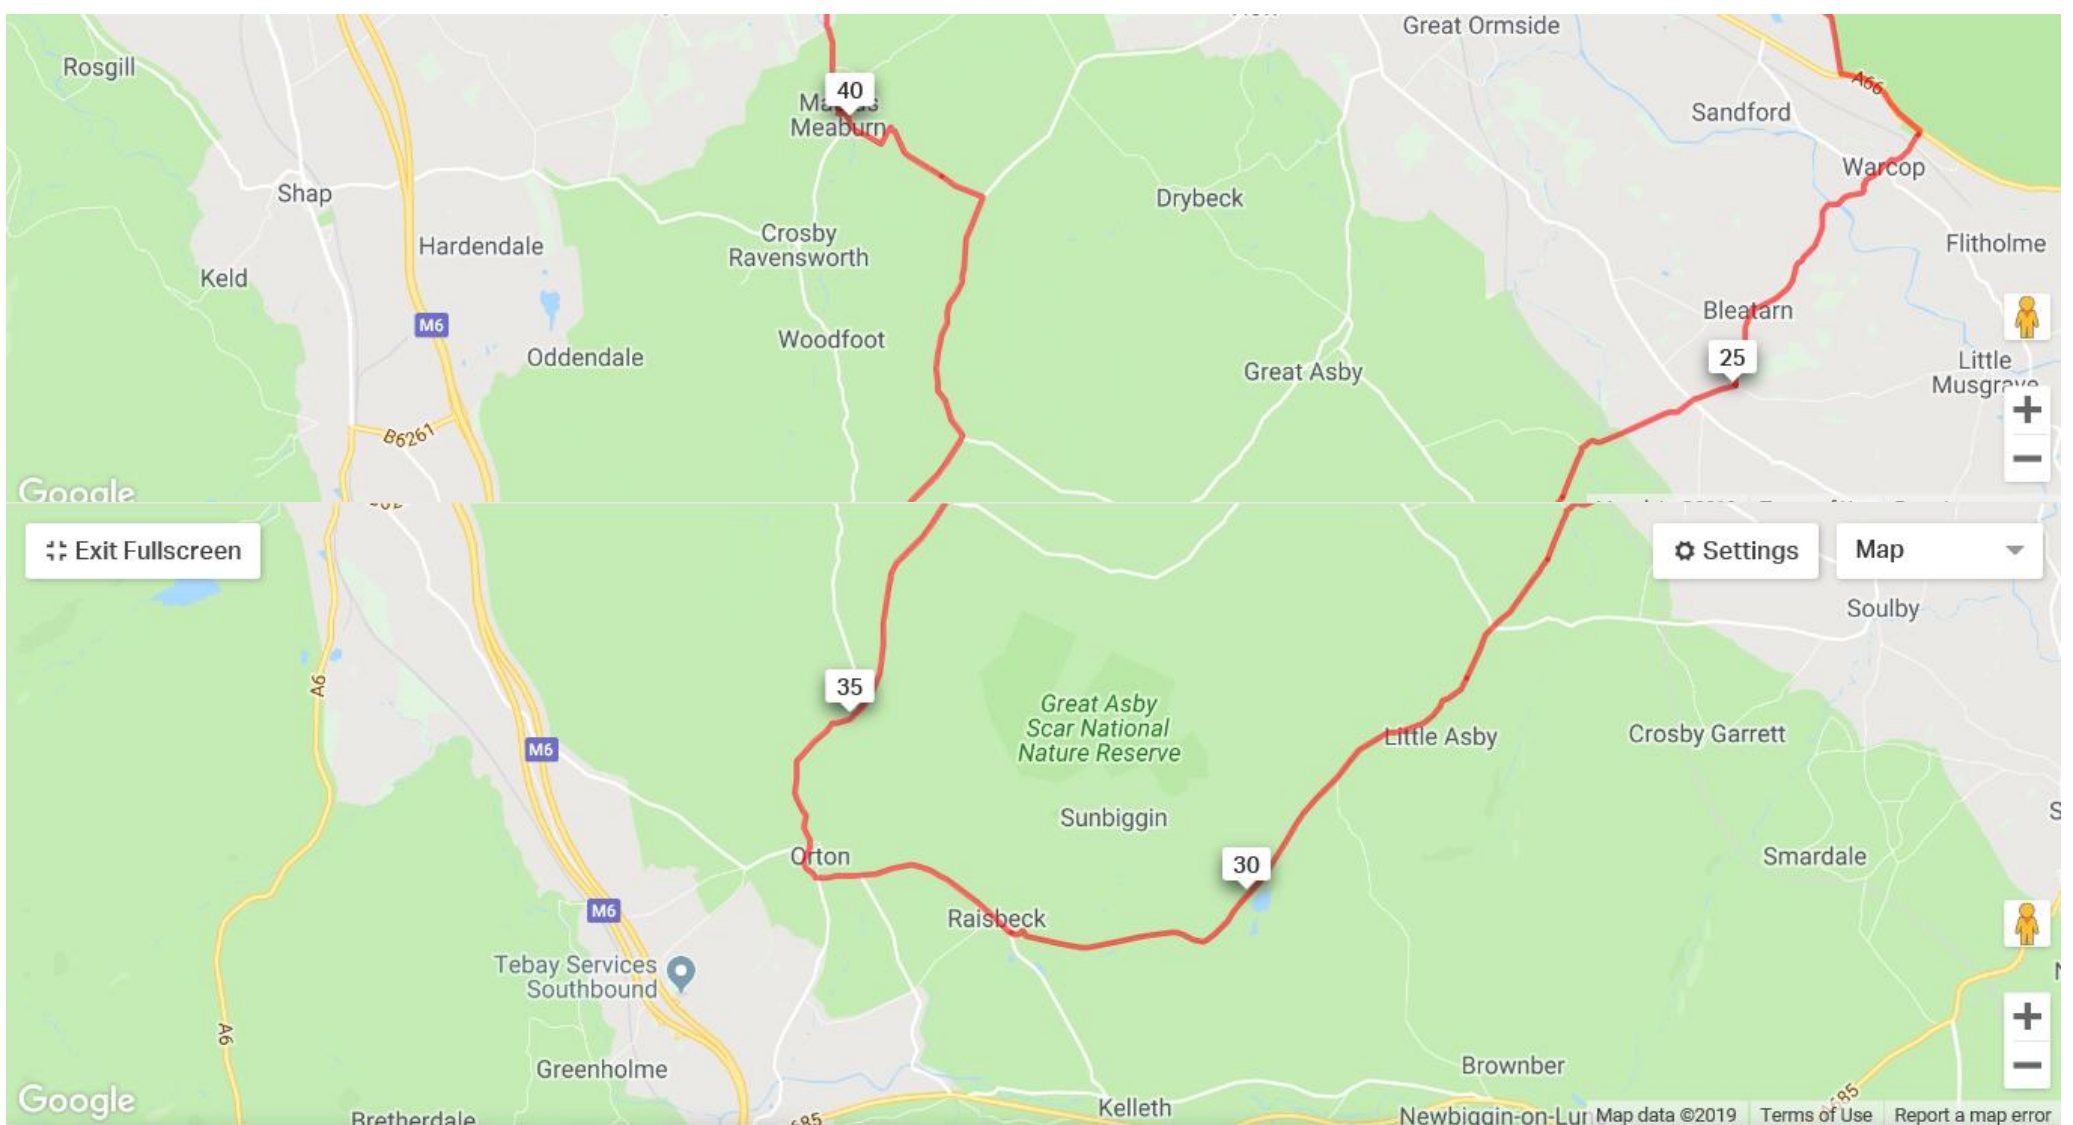 Great Ormside
Rosgill
A66
40
Meaburn
Sandford
Warcop
Shap
Drybeck
Crosby
Ravensworth
Hardendale
Flitholme
Keld
Bleatarn
M6
Woodfoot
Oddendale
25
Great Asby
Little
Musgrave
B6261
Google
Exit Fullscreen
Settings
Map
Soulby
A6
35
Great Asby
Scar National
Nature Reserve
Little Asby
Crosby Garrett
M6
Sunbiggin
Orton
30
Smardale
M6
Raisbeck
Tebay Services
Southbound
A6
Greenholme
Brownber
Google
Kelleth
Bretherdale
Map data ©2019
Terms of Use
Report a map error